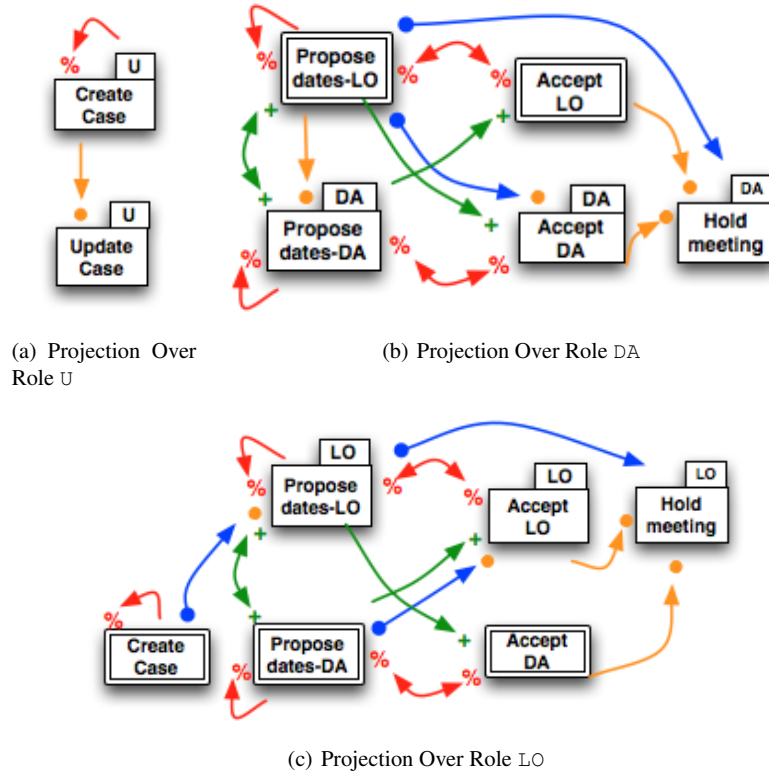 %
U
Create
Case
U
Update
Case
(a) Projection Over
Role U
%
Propose
dates-LO
%
%
Accept
LO
+
+
+
DA
Propose
dates-DA
%
%
+
DA
Accept
DA
%
DA
Hold
meeting
(b) Projection Over Role DA
LO
Propose
dates-LO
%
%
+
%
LO
Accept
LO
+
LO
Hold
meeting
%
Create
Case
+
Propose
dates-DA
%
%
+
Accept
DA
%
(c) Projection Over Role LO